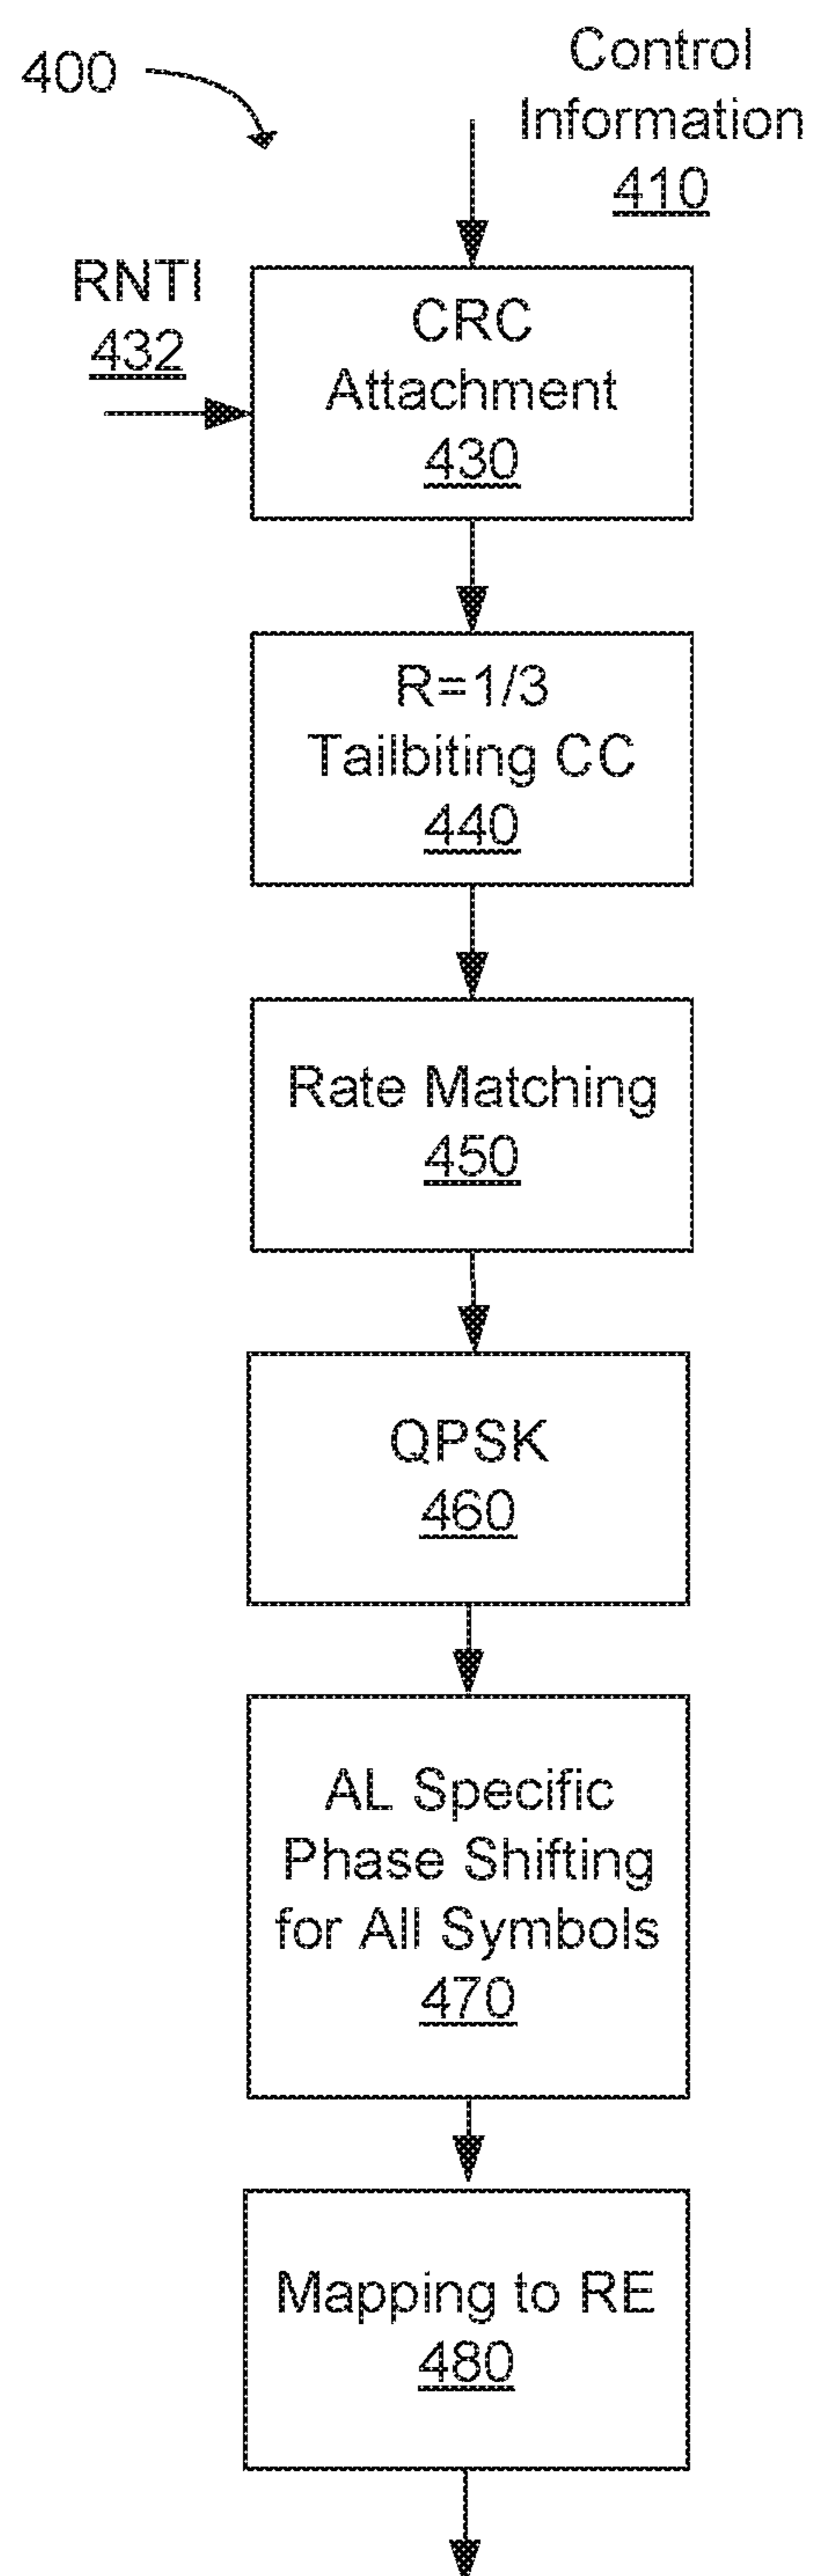 400
Control
Information
410
RNTI
432
CRC
Attachment
430
R=1/3
Tailbiting CC
440
Rate Matching
450
QPSK
460
AL Specific
Phase Shifting
for All Symbols
470
Mapping to RE
480